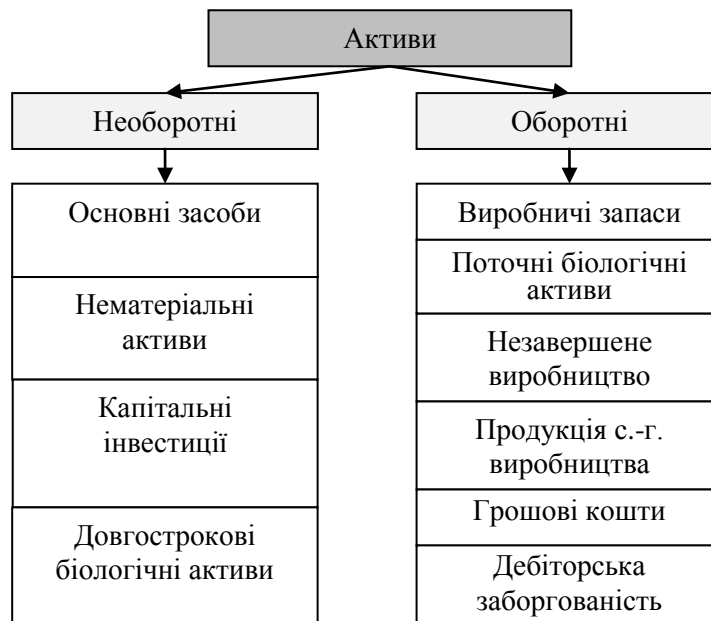 Активи
Необоротні
Оборотні
Основні засоби
Нематеріальні
активи
Капітальні
інвестиції
Довгострокові
біологічні активи
Виробничі запаси
Поточні біологічні
активи
Незавершене
виробництво
Продукція с.-г.
виробництва
Грошові кошти
Дебіторська
заборгованість